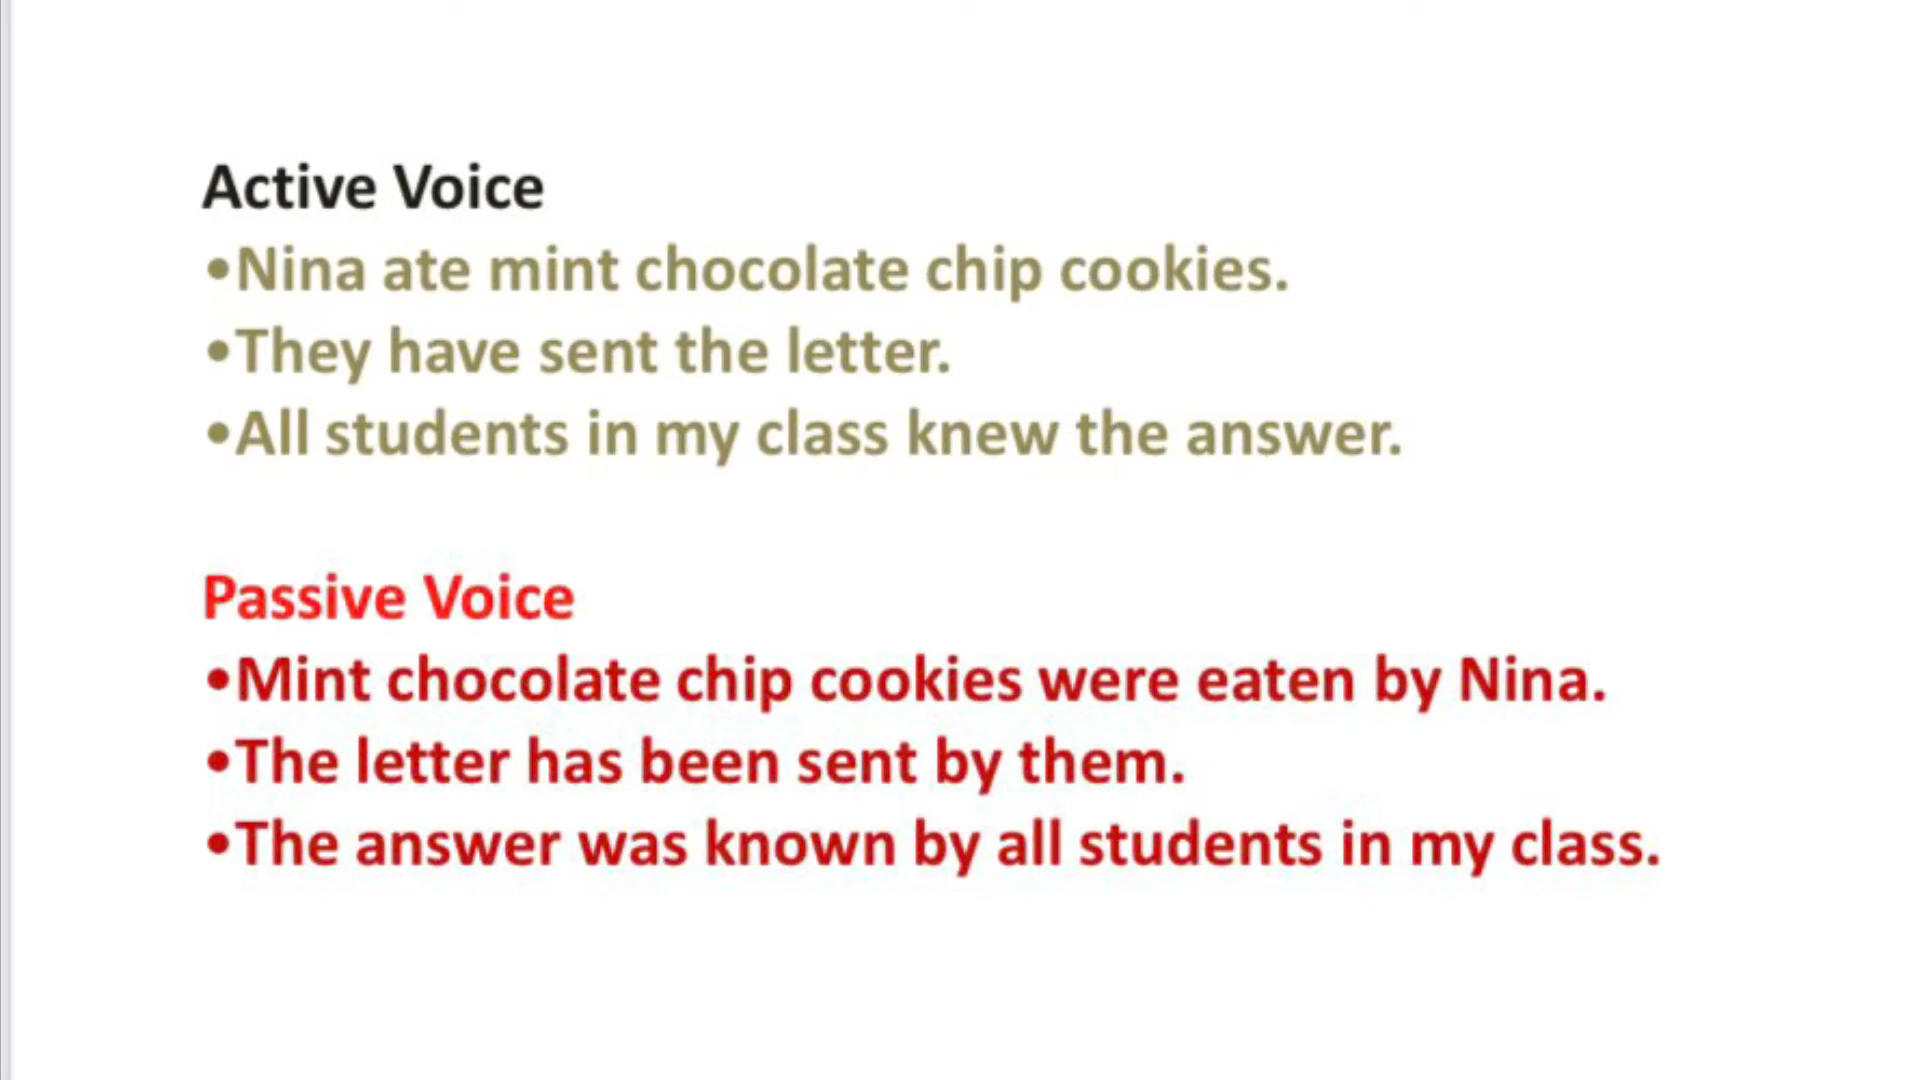 Active Voice
•Nina ate mint chocolate chip cookies.
•They have sent the letter.
•All students in my class knew the answer.
Passive Voice
•Mint chocolate chip cookies were eaten by Nina.
•The letter has been sent by them.
•The answer was known by all students in my class.